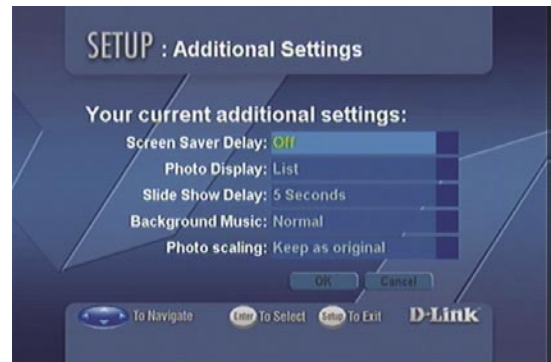 SETUP : Additional Settings
Your current additional settings:
Screen Saver Delay: Off
Photo Display: List
Slide Show Delay: 5 Seconds
Background Music: Normal
Photo scaling: Keep as original
OK Cancel
To Navigate Enter To Select Setup To Exit D-Link